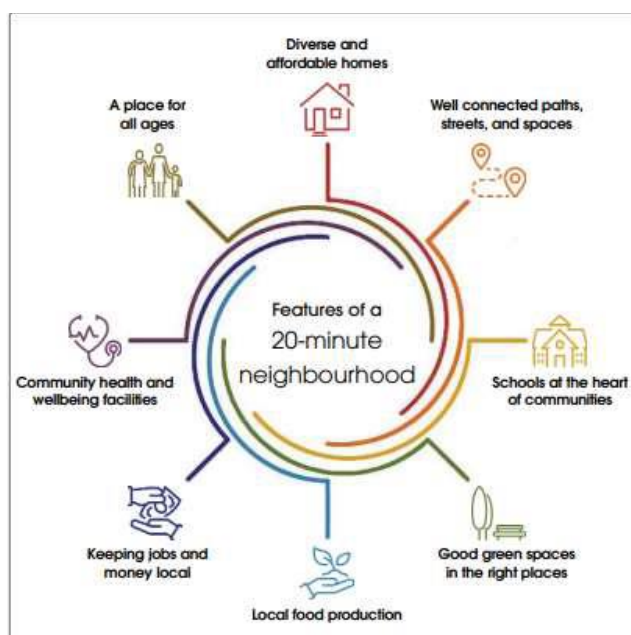 Diverse and
affordable homes
Well connected paths,
streets, and spaces
Schools at the heart
of communities
Good green spaces
in the right places
Local food production
Keeping jobs and
money local
Community health and
wellbeing facilities
A place for
all ages
Features of a
20-minute
neighbourhood